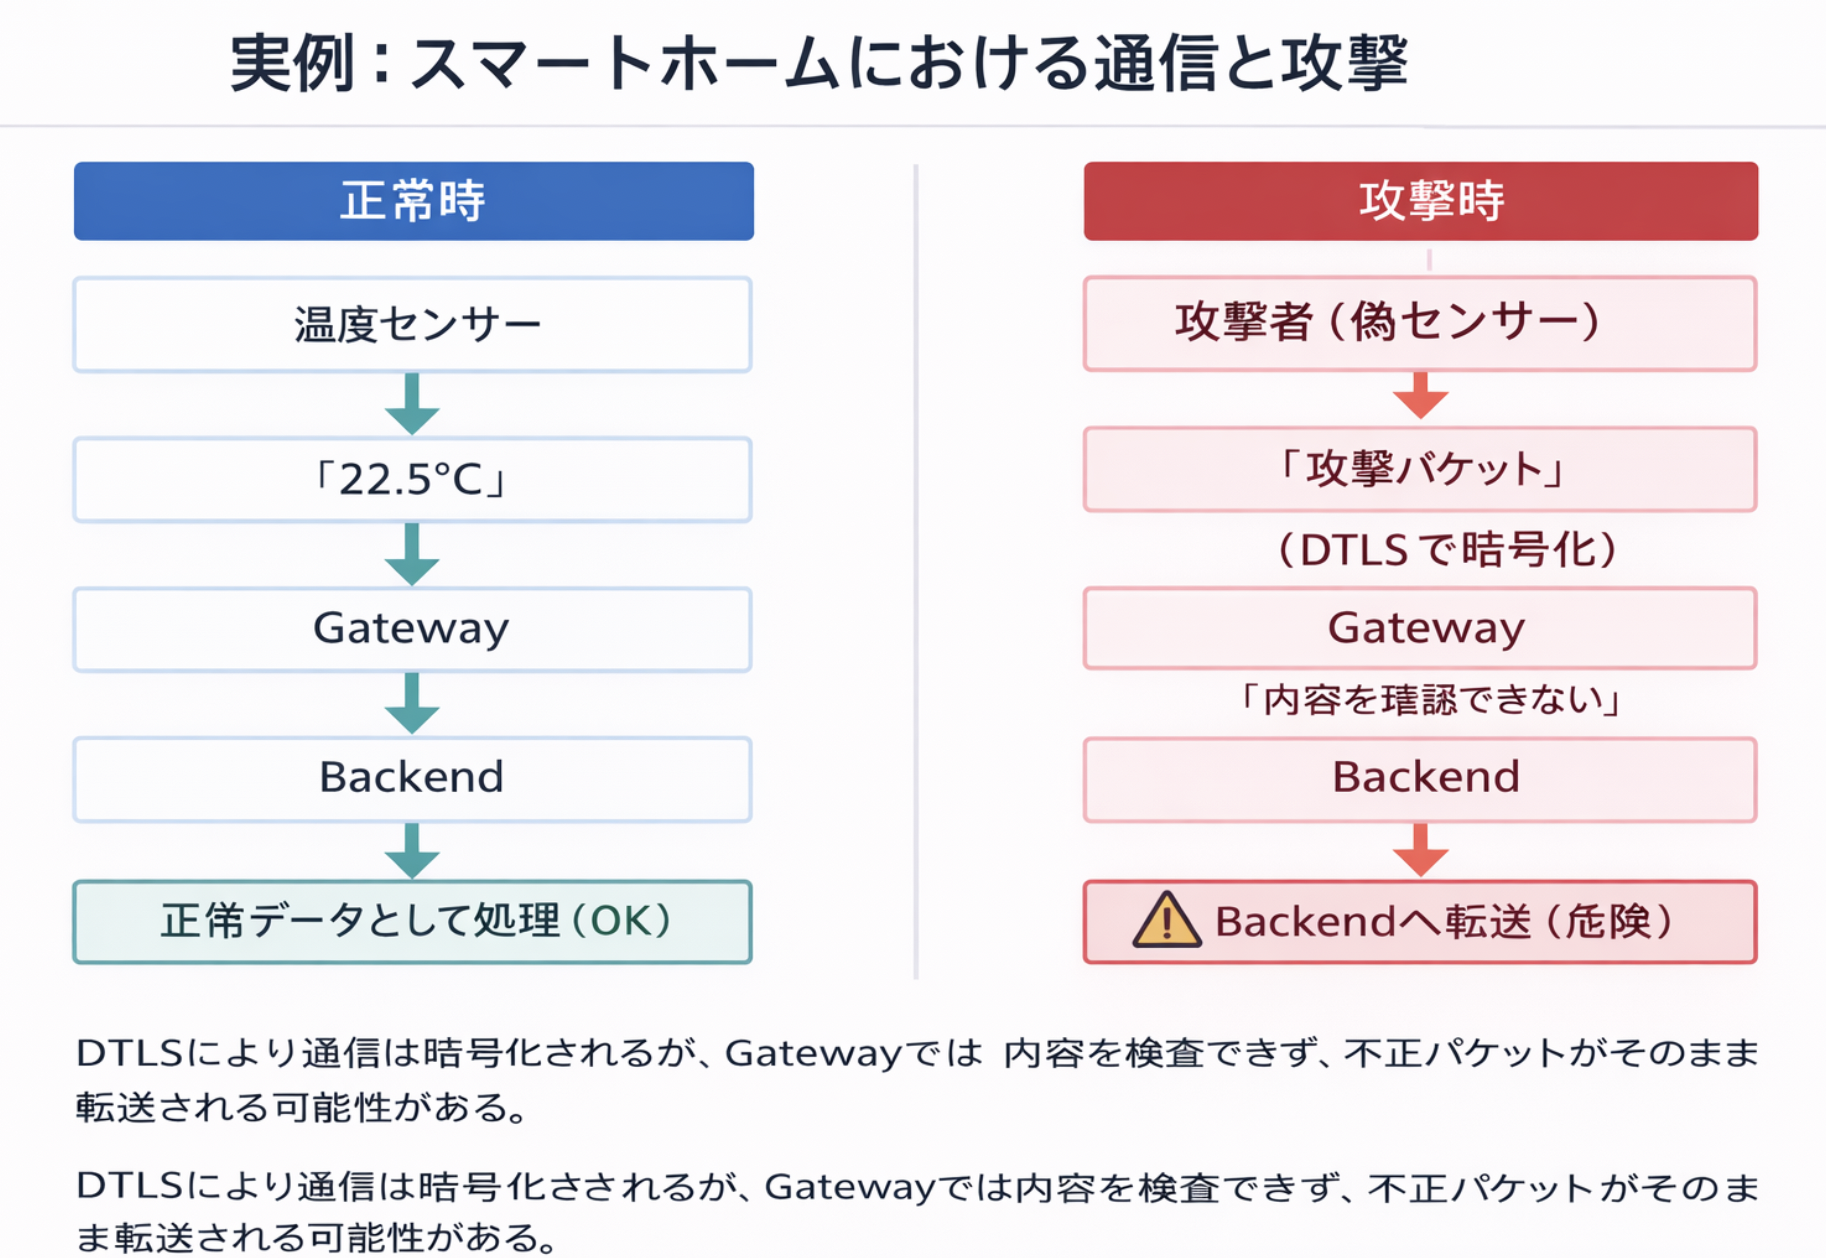 実例：スマートホームにおける通信と攻撃
正常時
温度センサー
「22.5°C」
Gateway
Backend
正常データとして処理（OK）
攻撃時
攻撃者（偽センサー）
「攻撃バケット」
（DTLSで暗号化）
Gateway
「内容を確認できない」
Backend
Backendへ転送（危険）
DTLSにより通信は暗号化されるが、Gatewayでは 内容を検査できず、不正パケットがそのまま
転送される可能性がある。
DTLSにより通信は暗号化さされるが、Gatewayでは内容を検査できず、不正パケットがそのま
ま転送される可能性がある。